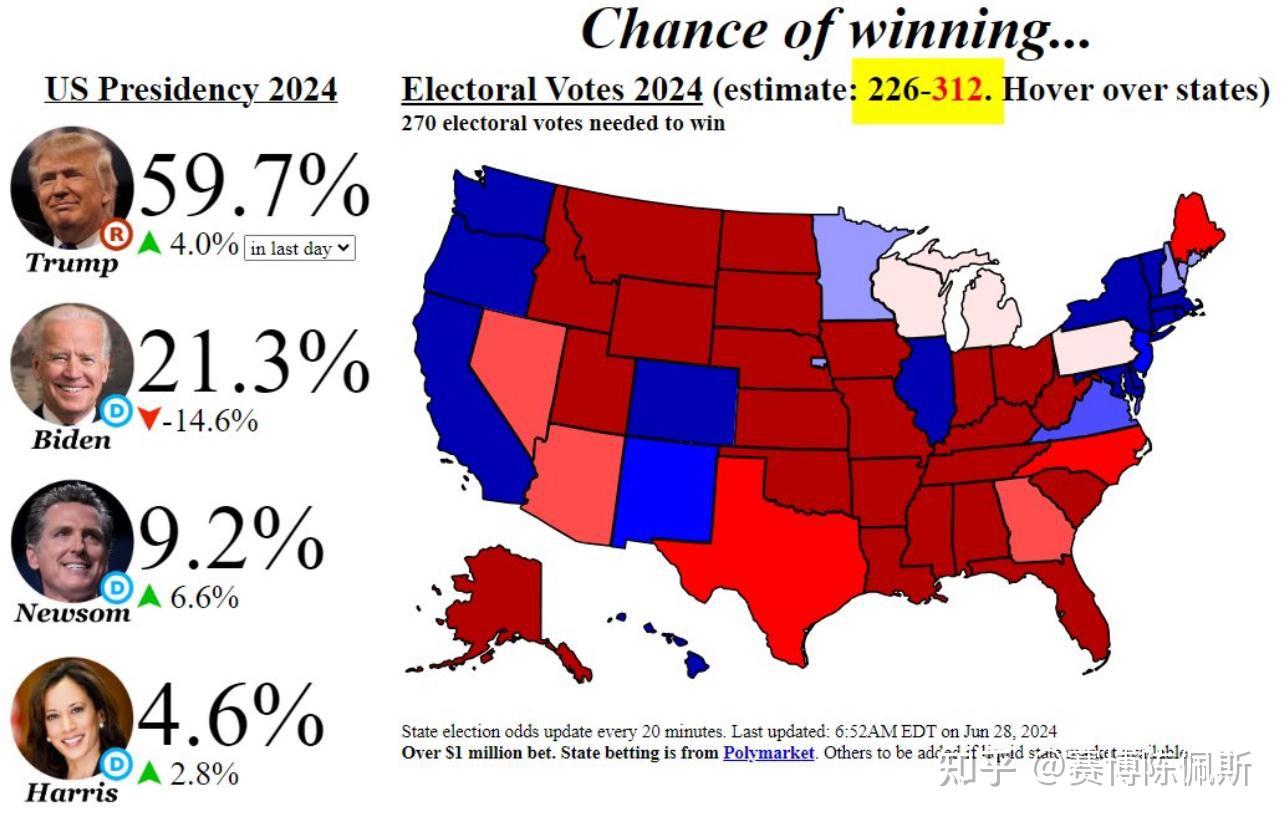 Chance of winning...
US Presidency 2024
59.7%
R
4.0% in last day
Trump
21.3%
D
-14.6%
Biden
9.2%
D
6.6%
Newsom
4.6%
D
2.8%
Harris
Electoral Votes 2024 (estimate: 226-312. Hover over states)
270 electoral votes needed to win
State election odds update every 20 minutes. Last updated: 6:52AM EDT on Jun 28, 2024
Over $1 million bet. State betting is from Polymarket. Others to be added if liquid state market available.
知乎 @赛博陈佩斯